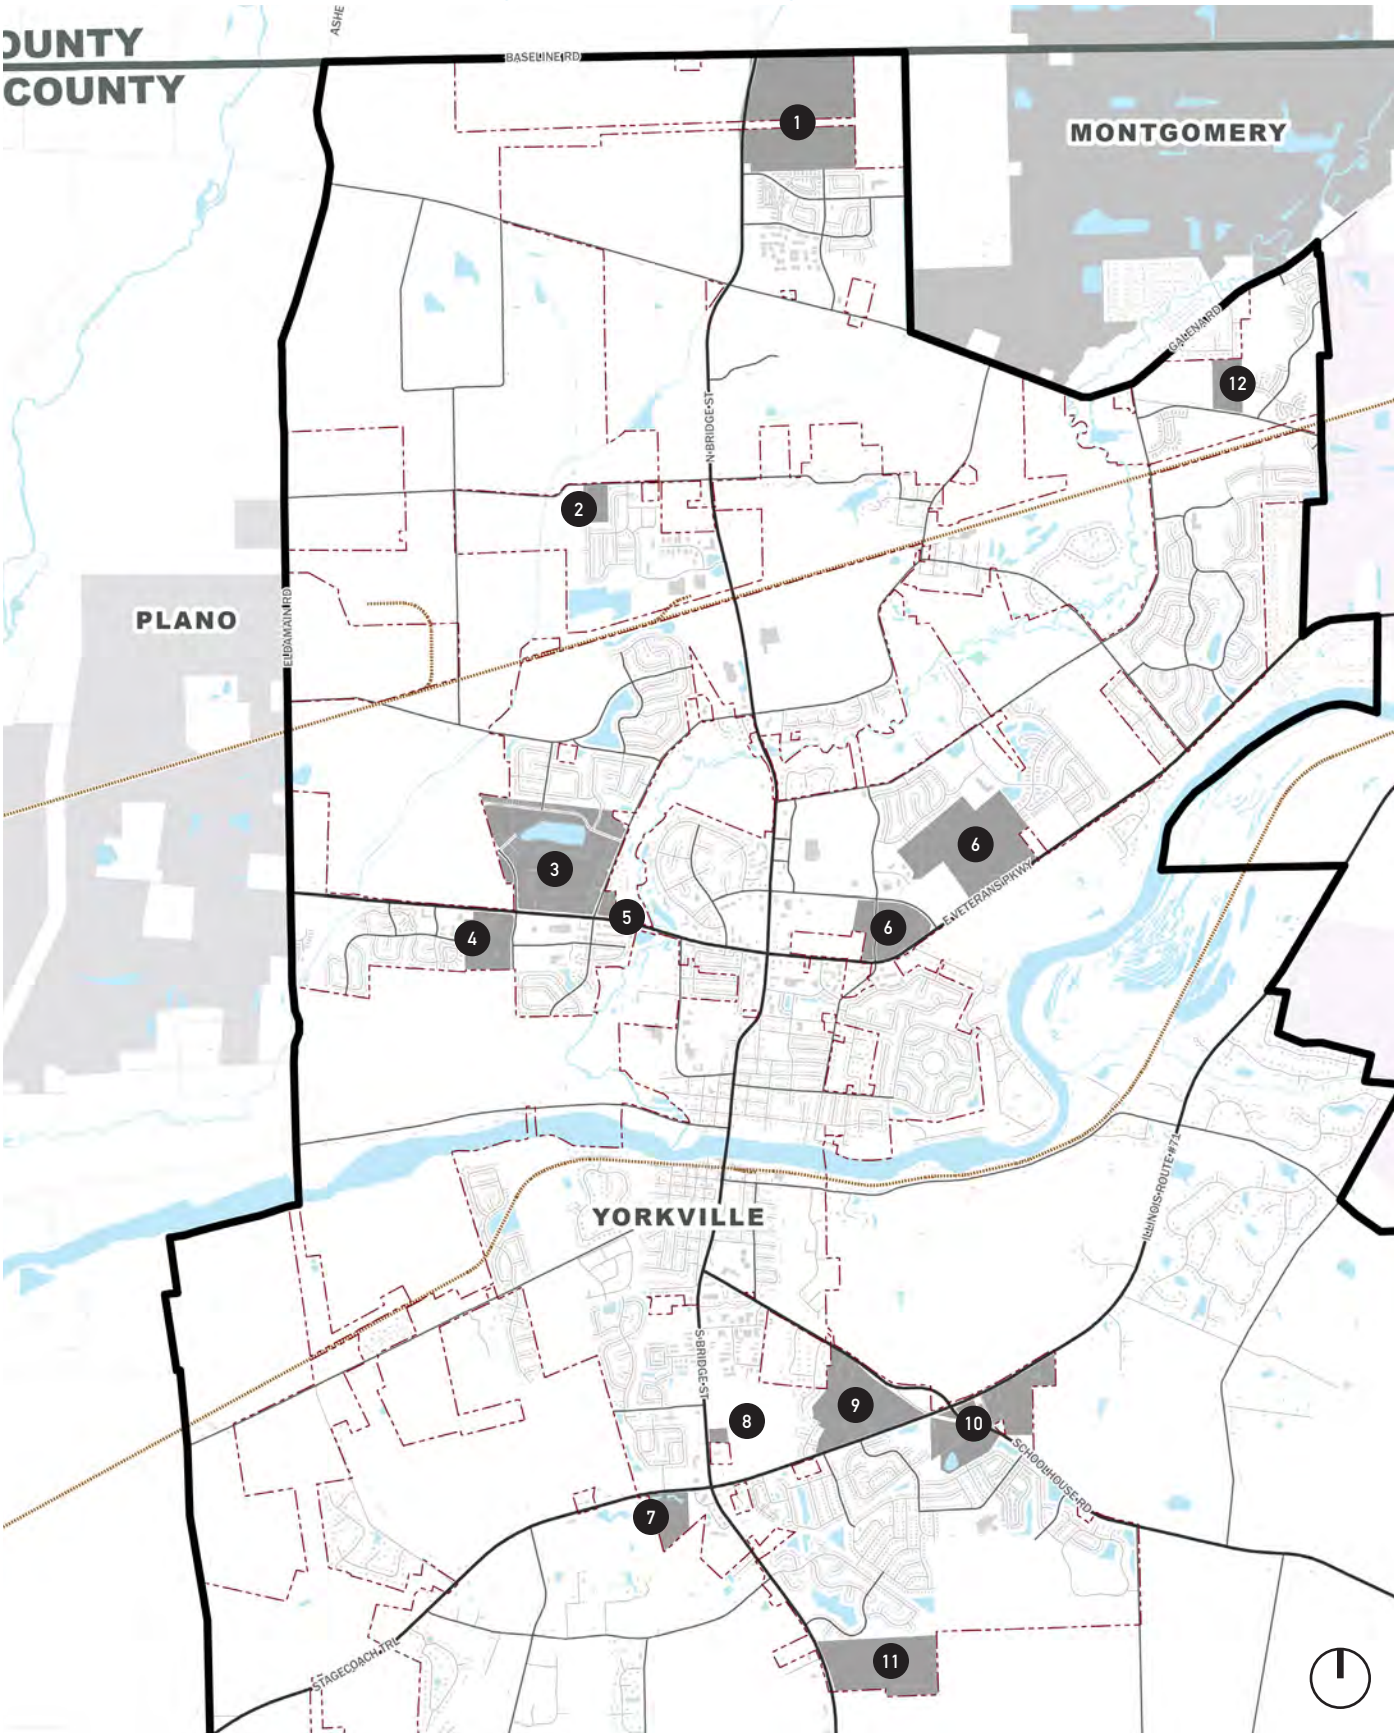 ASHE
OUNTY
COUNTY
BASELINE RD
1
MONTGOMERY
GALENA RD
12
N BRIDGE ST
2
PLANO
ELDAMAIN RD
3
6
5
E VETERANS PKWY
4
6
ILLINOIS ROUTE #71
YORKVILLE
S BRIDGE ST
9
8
10
SCHOOLHOUSE RD
7
11
STAGECOACH TRL